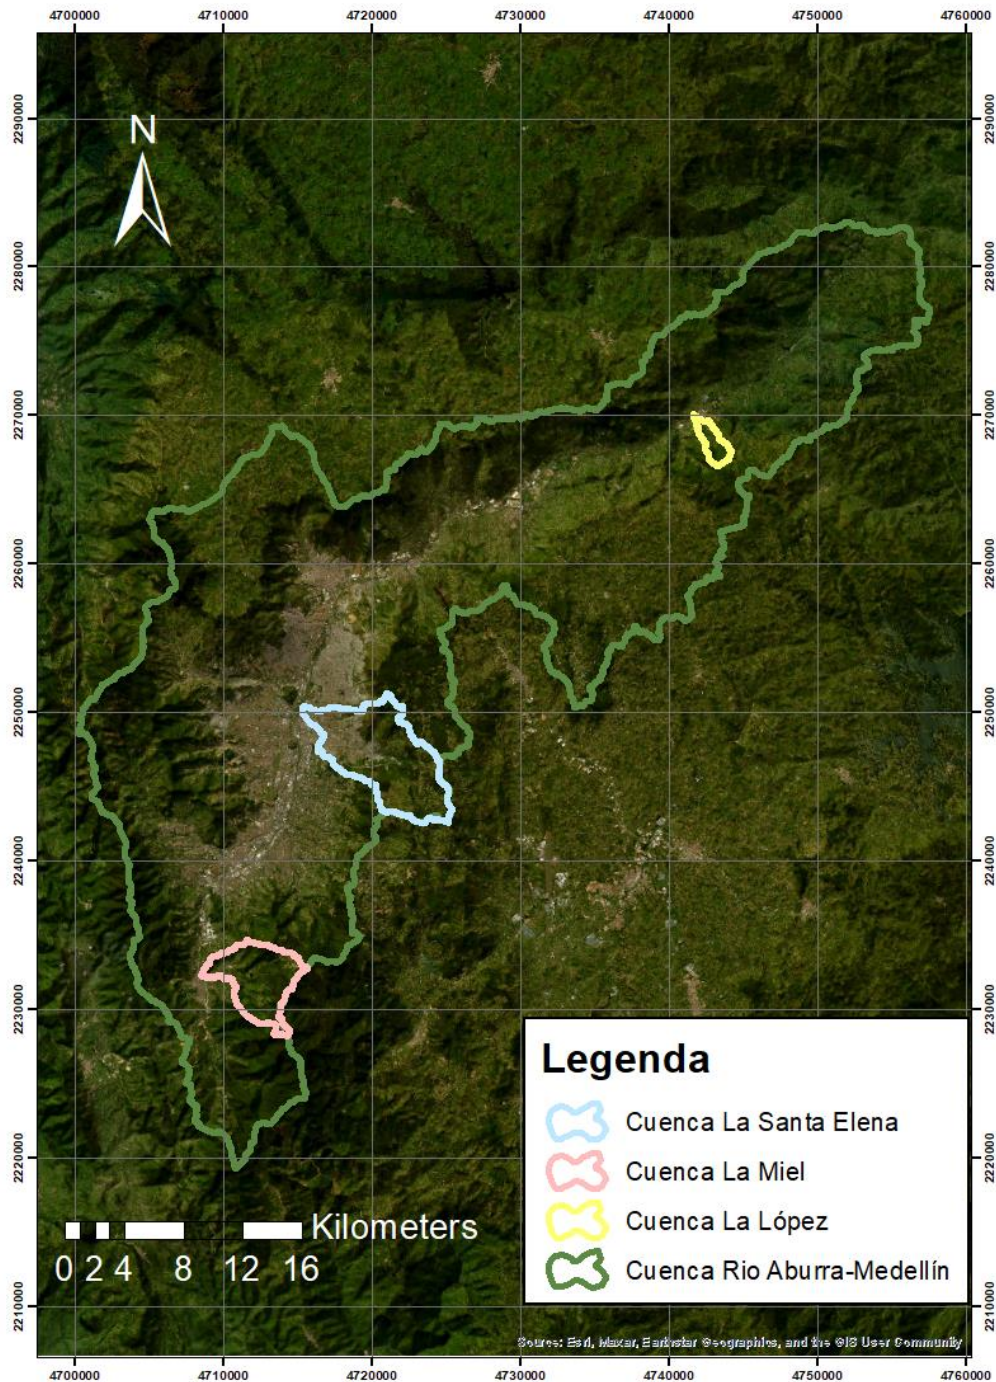 4700000 4710000 4720000 4730000 4740000 4750000 4760000
2290000 2290000
N
2280000 2280000
2270000 2270000
2260000 2260000
2250000 2250000
2240000 2240000
2230000 2230000
Legenda
Cuenca La Santa Elena
Cuenca La Miel
Cuenca La López
Cuenca Rio Aburra-Medellín
2220000 2220000
Kilometers
0 2 4 8 12 16
2210000 2210000
Source: Esri, Maxar, Earthstar Geographics, and the GIS User Community
4700000 4710000 4720000 4730000 4740000 4750000 4760000